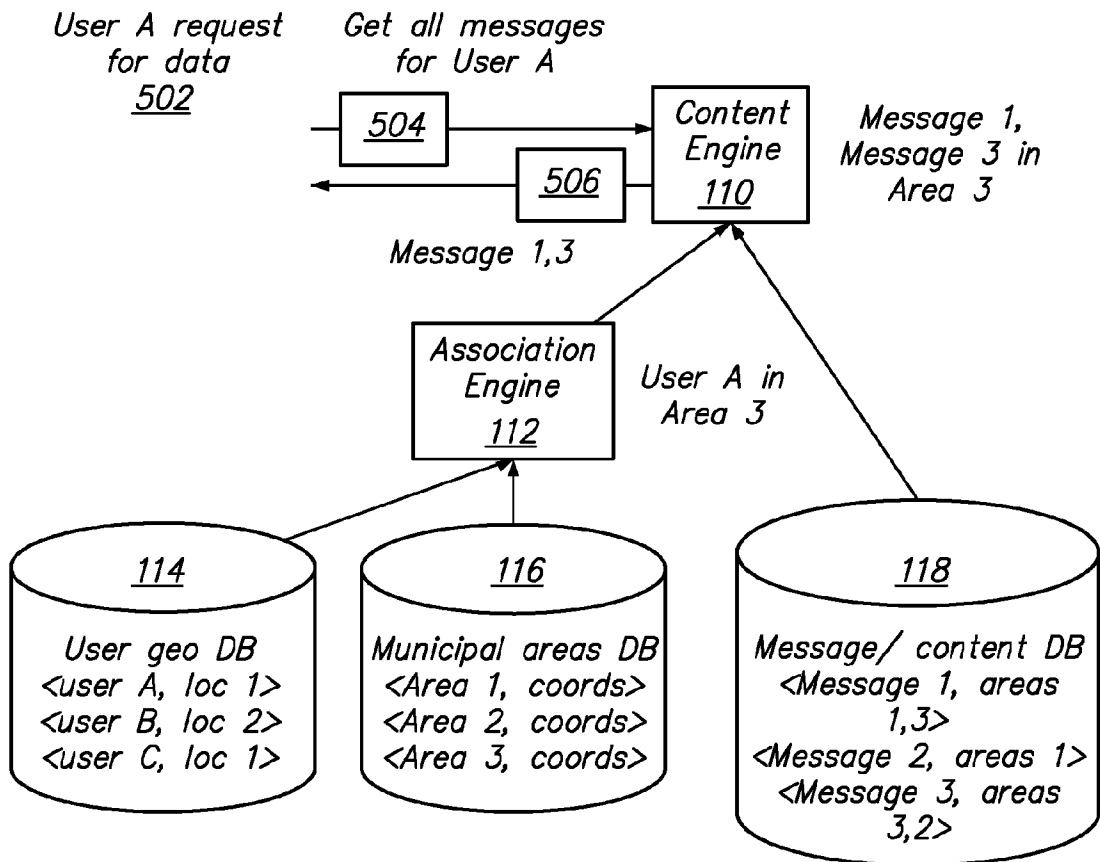 User A request
for data
502
Get all messages
for User A
504
506
Content
Engine
110
Message 1,
Message 3 in
Area 3
Message 1,3
Association
Engine
112
User A in
Area 3
114
User geo DB
<user A, loc 1>
<user B, loc 2>
<user C, loc 1>
116
Municipal areas DB
<Area 1, coords>
<Area 2, coords>
<Area 3, coords>
118
Message/ content DB
<Message 1, areas
1,3>
<Message 2, areas 1>
<Message 3, areas
3,2>